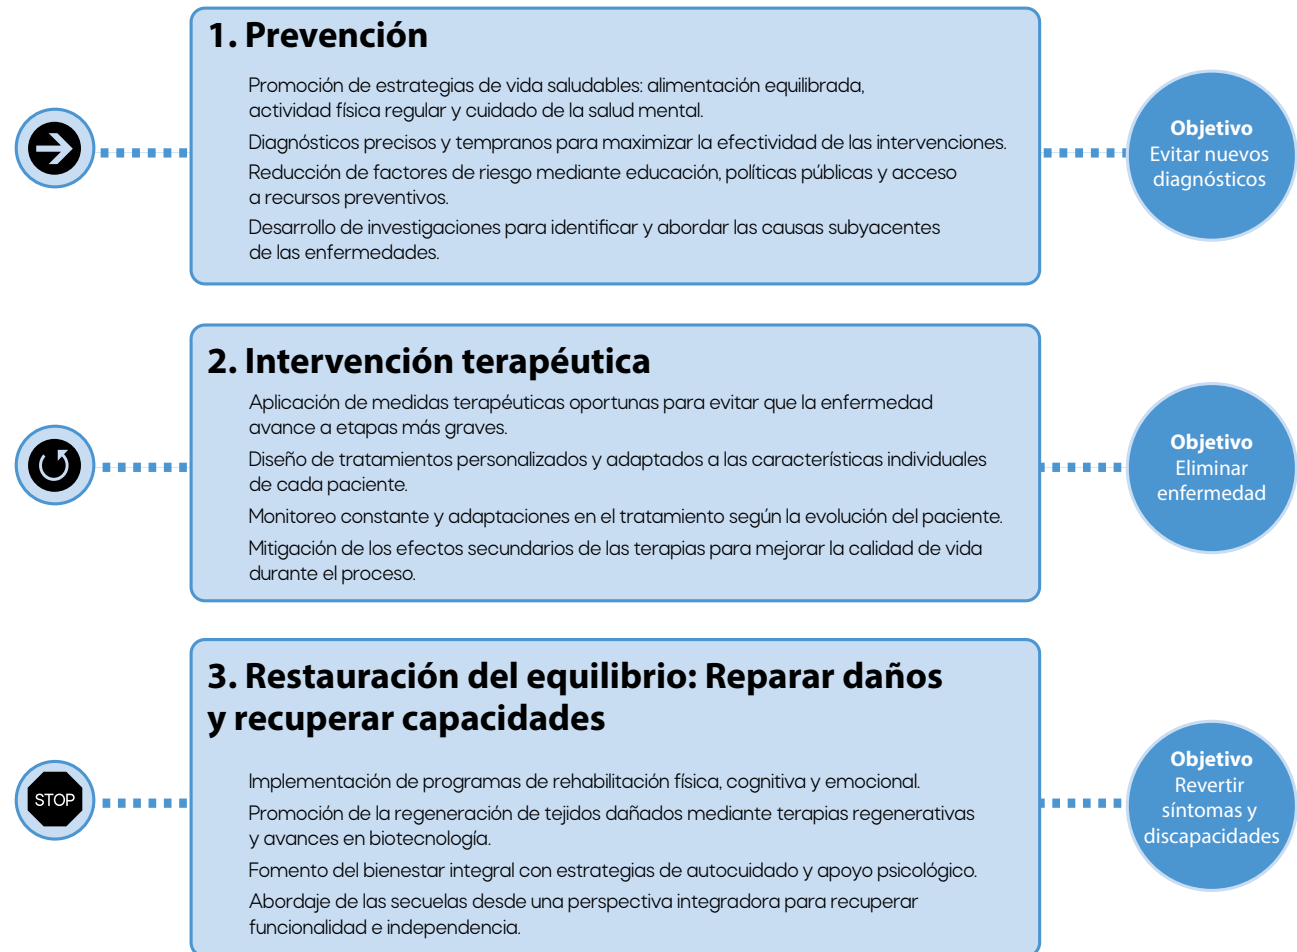 1. Prevención
Promoción de estrategias de vida saludables: alimentación equilibrada,
actividad física regular y cuidado de la salud mental.
Diagnósticos precisos y tempranos para maximizar la efectividad de las intervenciones.
Reducción de factores de riesgo mediante educación, políticas públicas y acceso
a recursos preventivos.
Desarrollo de investigaciones para identificar y abordar las causas subyacentes
de las enfermedades.
Objetivo
Evitar nuevos
diagnósticos
2. Intervención terapéutica
Aplicación de medidas terapéuticas oportunas para evitar que la enfermedad
avance a etapas más graves.
Diseño de tratamientos personalizados y adaptados a las características individuales
de cada paciente.
Monitoreo constante y adaptaciones en el tratamiento según la evolución del paciente.
Mitigación de los efectos secundarios de las terapias para mejorar la calidad de vida
durante el proceso.
Objetivo
Eliminar
enfermedad
3. Restauración del equilibrio: Reparar daños
y recuperar capacidades
STOP
Implementación de programas de rehabilitación física, cognitiva y emocional.
Promoción de la regeneración de tejidos dañados mediante terapias regenerativas
y avances en biotecnología.
Fomento del bienestar integral con estrategias de autocuidado y apoyo psicológico.
Abordaje de las secuelas desde una perspectiva integradora para recuperar
funcionalidad e independencia.
Objetivo
Revertir
síntomas y
discapacidades